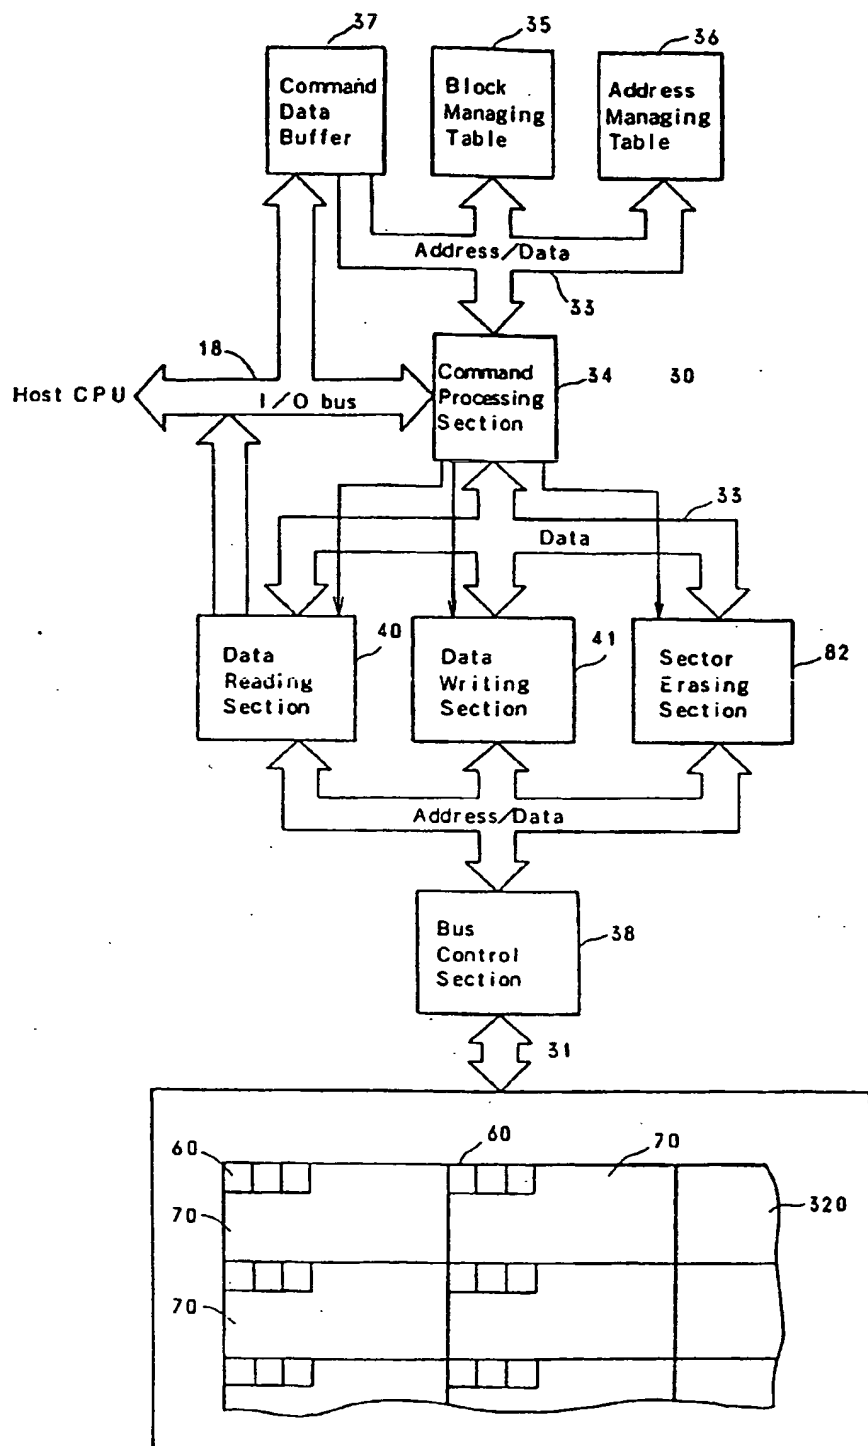 37
35
36
Command
Data
Buffer
Block
Managing
Table
Address
Managing
Table
Address/Data
33
18
Host CPU
I/O bus
Command
Processing
Section
34
30
33
Data
40
41
82
Data
Reading
Section
Data
Writing
Section
Sector
Erasing
Section
Address/Data
Bus
Control
Section
38
31
60
60
70
70
320
70